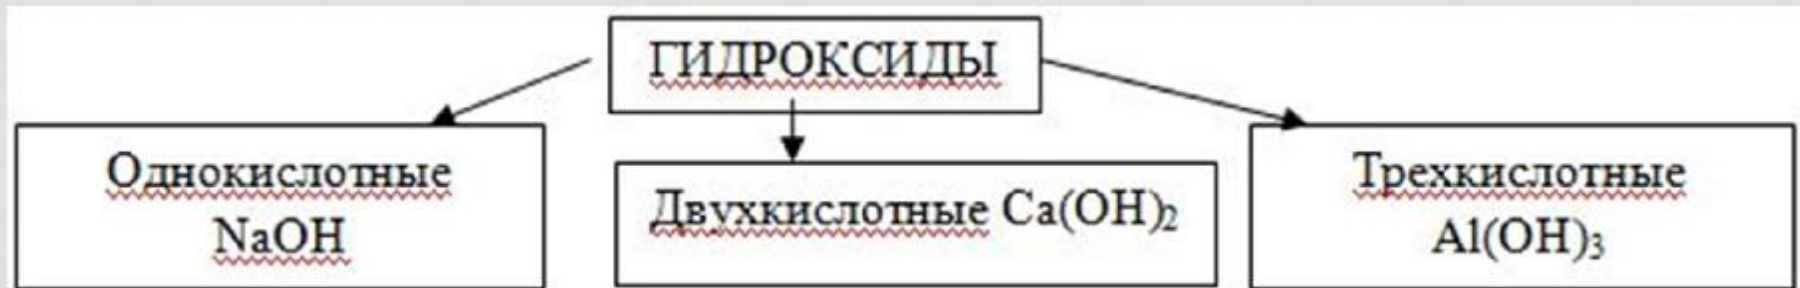 ГИДРОКСИДЫ
Однокислотные
NaOH
Двухкислотные Ca(OH)₂
Трехкислотные
Al(OH)₃